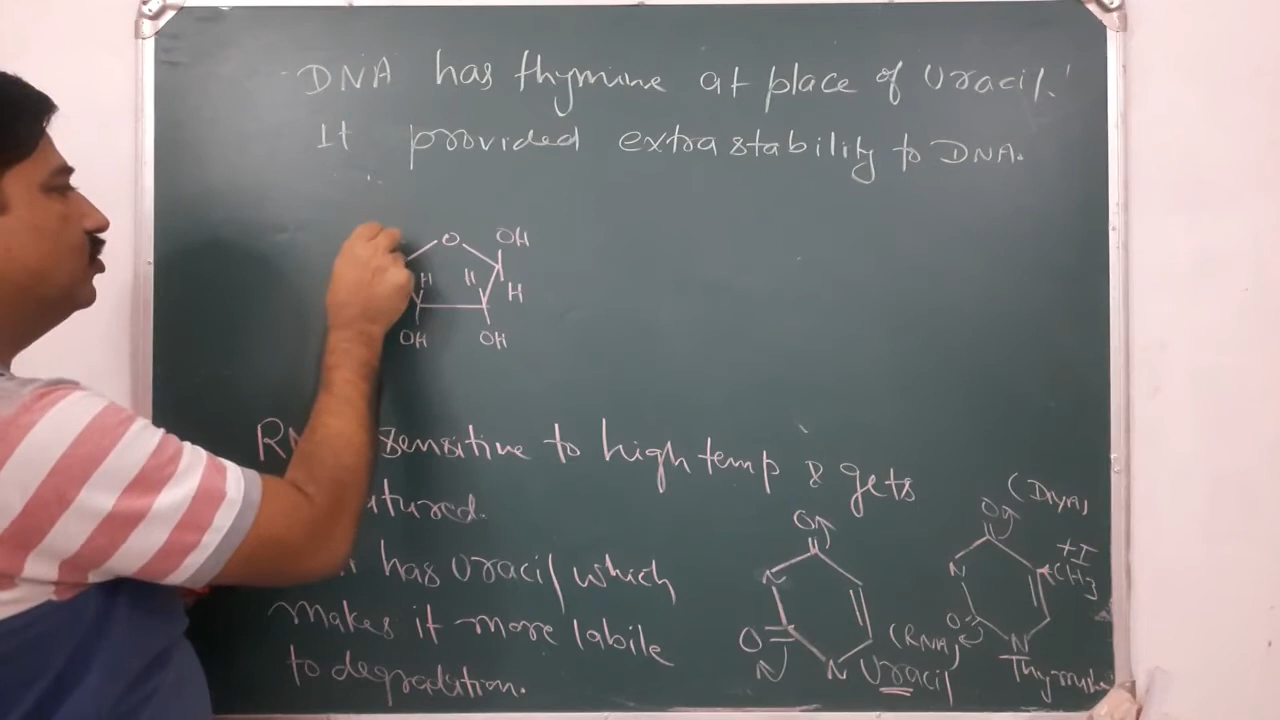 DNA has thymine at place of Uracil.
It provided extra stability to DNA.
O OH
H H
OH OH
sensitive to high temp & gets
has Uracil which
makes it more labile
to degradation.
O
N
O
N
N
(RNA)
Uracil
(DNA)
O
+I
CH3
N
O
N
Thymine